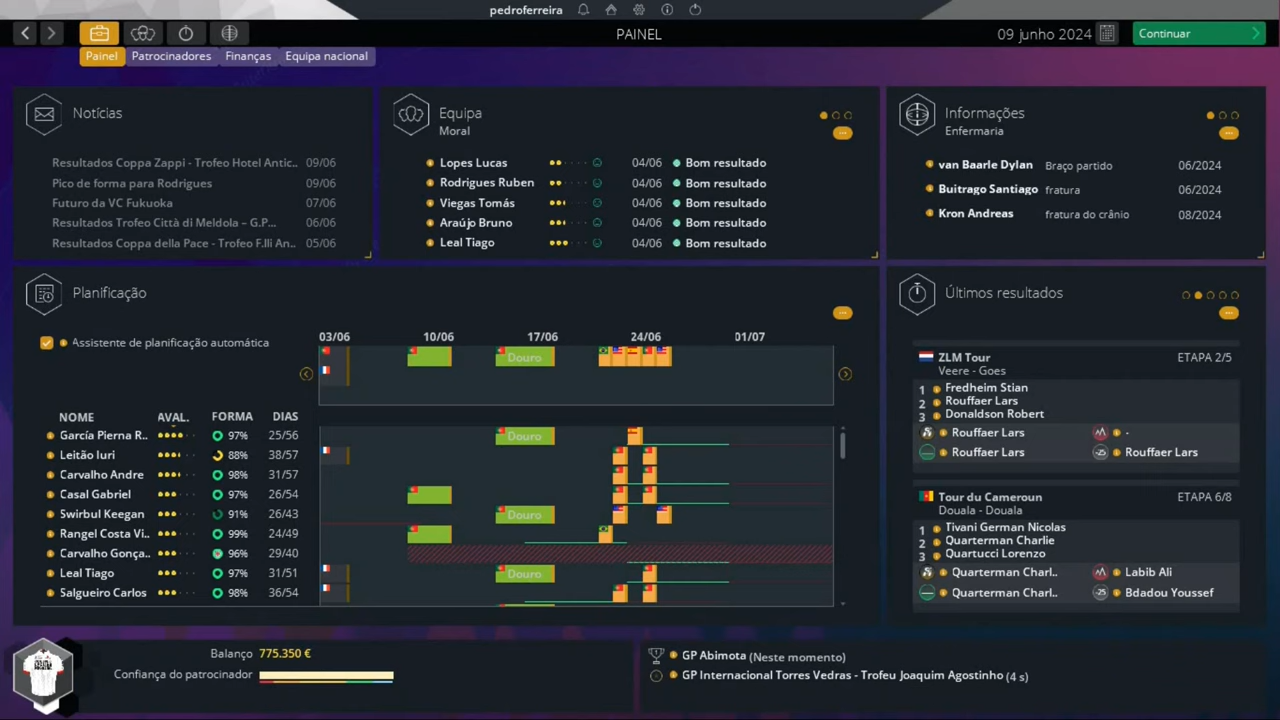 pedroferreira
PAINEL
09 junho 2024
Continuar
Painel
Patrocinadores
Finanças
Equipa nacional
Notícias
Resultados Coppa Zappi - Trofeo Hotel Antic.. 09/06
Pico de forma para Rodrigues 09/06
Futuro da VC Fukuoka 07/06
Resultados Trofeo Città di Meldola – G.P... 06/06
Resultados Coppa della Pace - Trofeo F.lli An.. 05/06
Equipa
Moral
Lopes Lucas 04/06 Bom resultado
Rodrigues Ruben 04/06 Bom resultado
Viegas Tomás 04/06 Bom resultado
Araújo Bruno 04/06 Bom resultado
Leal Tiago 04/06 Bom resultado
Informações
Enfermaria
van Baarle Dylan Braço partido 06/2024
Buitrago Santiago fratura 06/2024
Kron Andreas fratura do crânio 08/2024
Planificação
Assistente de planificação automática
03/06 10/06 17/06 24/06 01/07
Douro
NOME AVAL. FORMA DIAS
García Pierna R.. 97% 25/56 Douro
Leitão Iuri 88% 38/57
Carvalho Andre 97% 31/57
Casal Gabriel 97% 26/54
Swirbul Keegan 91% 26/43 Douro
Rangel Costa Vi.. 99% 24/49
Carvalho Gonça.. 96% 29/40
Leal Tiago 97% 31/51 Douro
Salgueiro Carlos 98% 36/54
Últimos resultados
ZLM Tour ETAPA 2/5
Veere - Goes
1 Fredheim Stian
2 Rouffaer Lars
3 Donaldson Robert
Rouffaer Lars -
Rouffaer Lars -25 Rouffaer Lars
Tour du Cameroun ETAPA 6/8
Douala - Douala
1 Tivani German Nicolas
2 Quarterman Charlie
3 Quartucci Lorenzo
Quarterman Charl.. Labib Ali
Quarterman Charl.. -25 Bdadou Youssef
Balanço 775.350 €
Confiança do patrocinador
GP Abimota (Neste momento)
GP Internacional Torres Vedras - Trofeu Joaquim Agostinho (4 s)